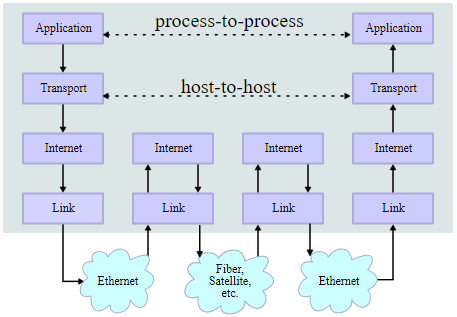 Application
process-to-process
Application
Transport
host-to-host
Transport
Internet
Internet
Internet
Internet
Link
Link
Link
Link
Ethernet
Fiber,
Satellite,
etc.
Ethernet